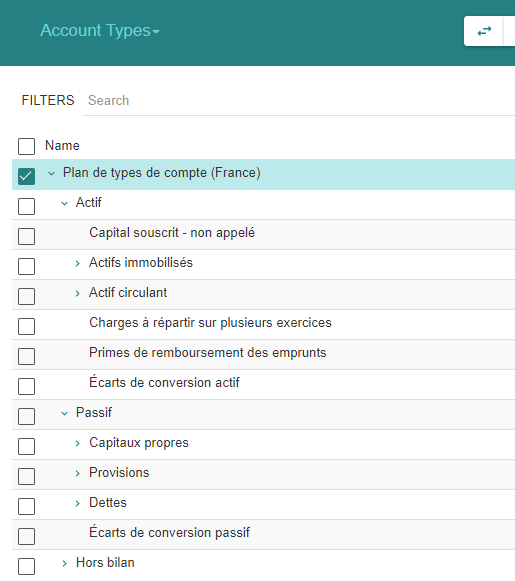 Account Types
FILTERS Search
Name
Plan de types de compte (France)
Actif
Capital souscrit - non appelé
Actifs immobilisés
Actif circulant
Charges à répartir sur plusieurs exercices
Primes de remboursement des emprunts
Écarts de conversion actif
Passif
Capitaux propres
Provisions
Dettes
Écarts de conversion passif
Hors bilan